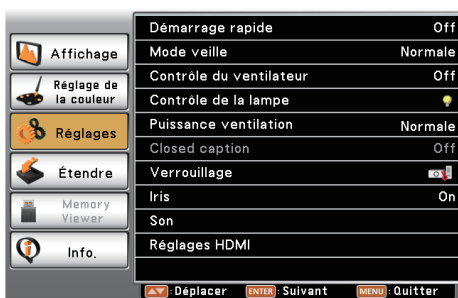 Affichage
Réglage de
la couleur
Réglages
Étendre
Memory
Viewer
Info.
Démarrage rapide Off
Mode veille Normale
Contrôle du ventilateur Off
Contrôle de la lampe
Puissance ventilation Normale
Closed caption Off
Verrouillage
Iris On
Son
Réglages HDMI
:Déplacer ENTER :Suivant MENU :Quitter